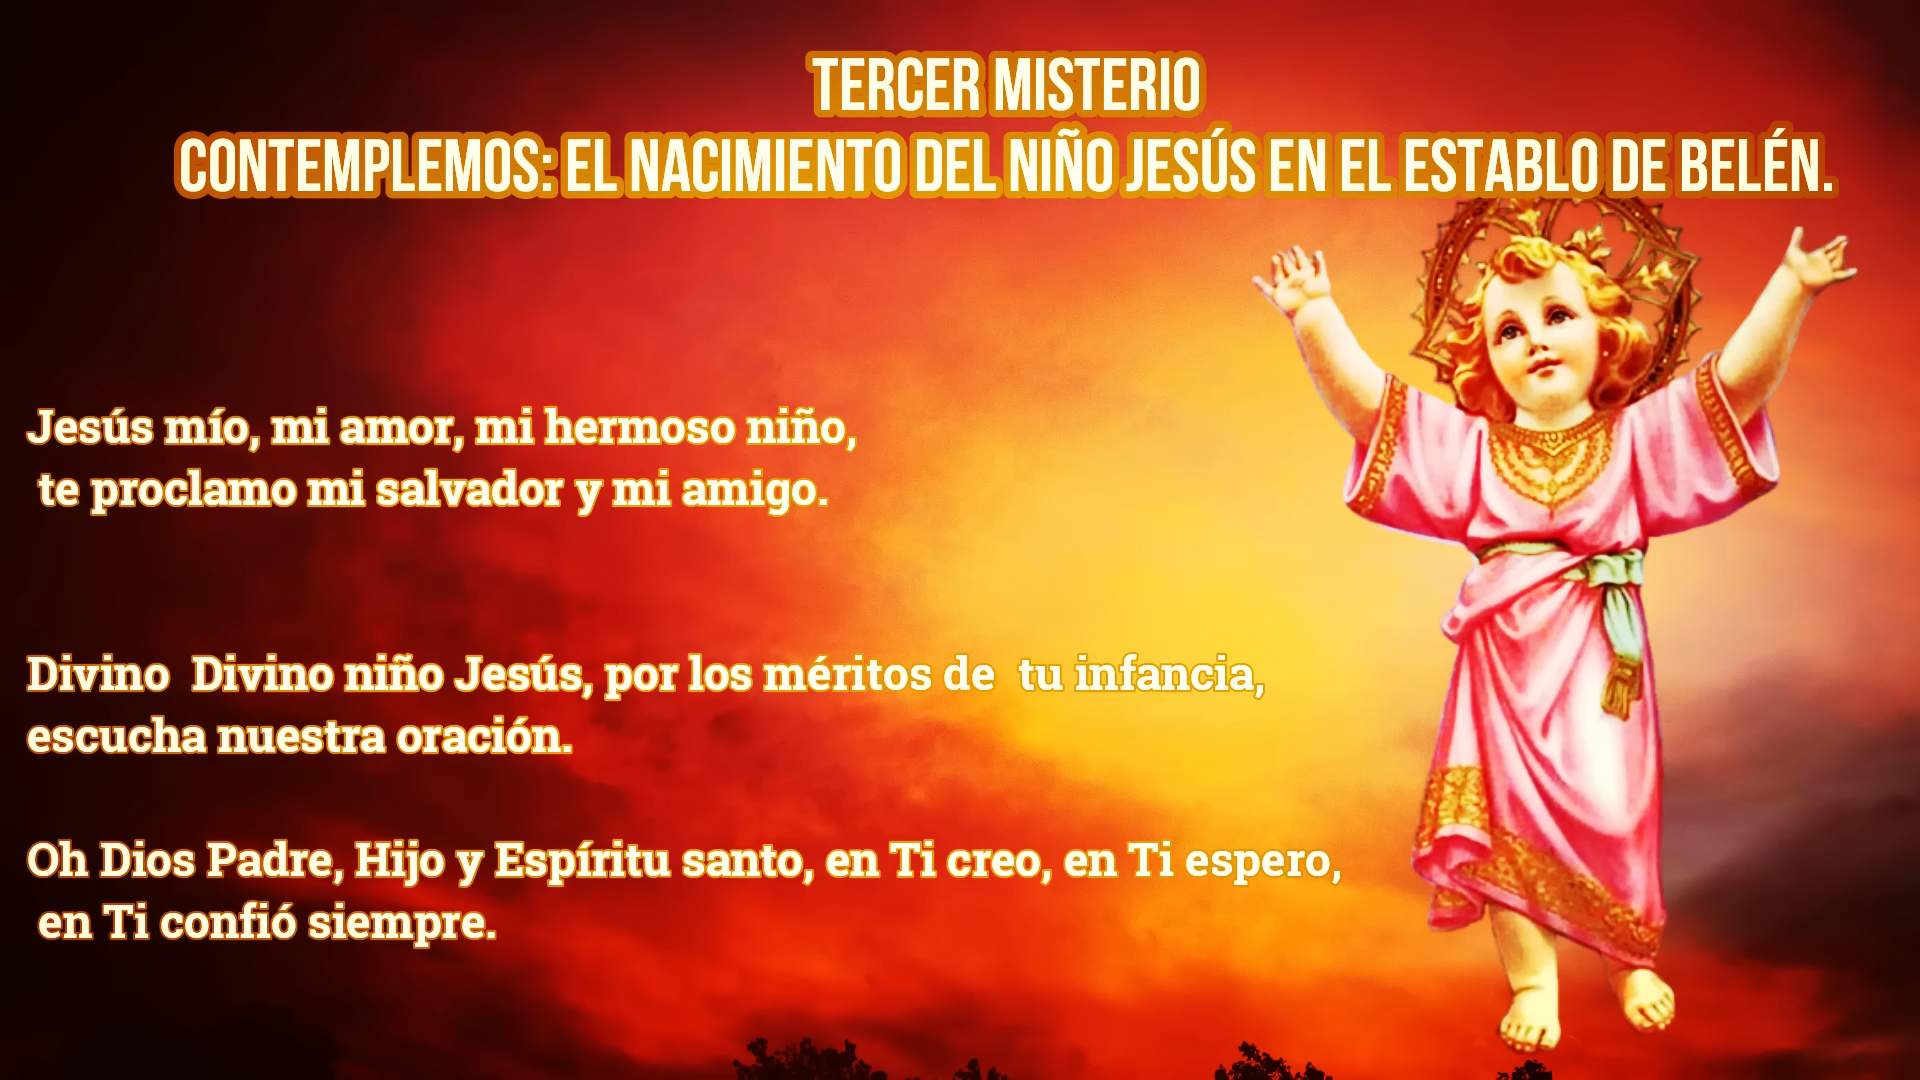 TERCER MISTERIO
CONTEMPLEMOS: EL NACIMIENTO DEL NIÑO JESÚS EN EL ESTABLO DE BELÉN.
Jesús mío, mi amor, mi hermoso niño,
te proclamo mi salvador y mi amigo.
Divino Divino niño Jesús, por los méritos de tu infancia,
escucha nuestra oración.
Oh Dios Padre, Hijo y Espíritu santo, en Ti creo, en Ti espero,
en Ti confió siempre.